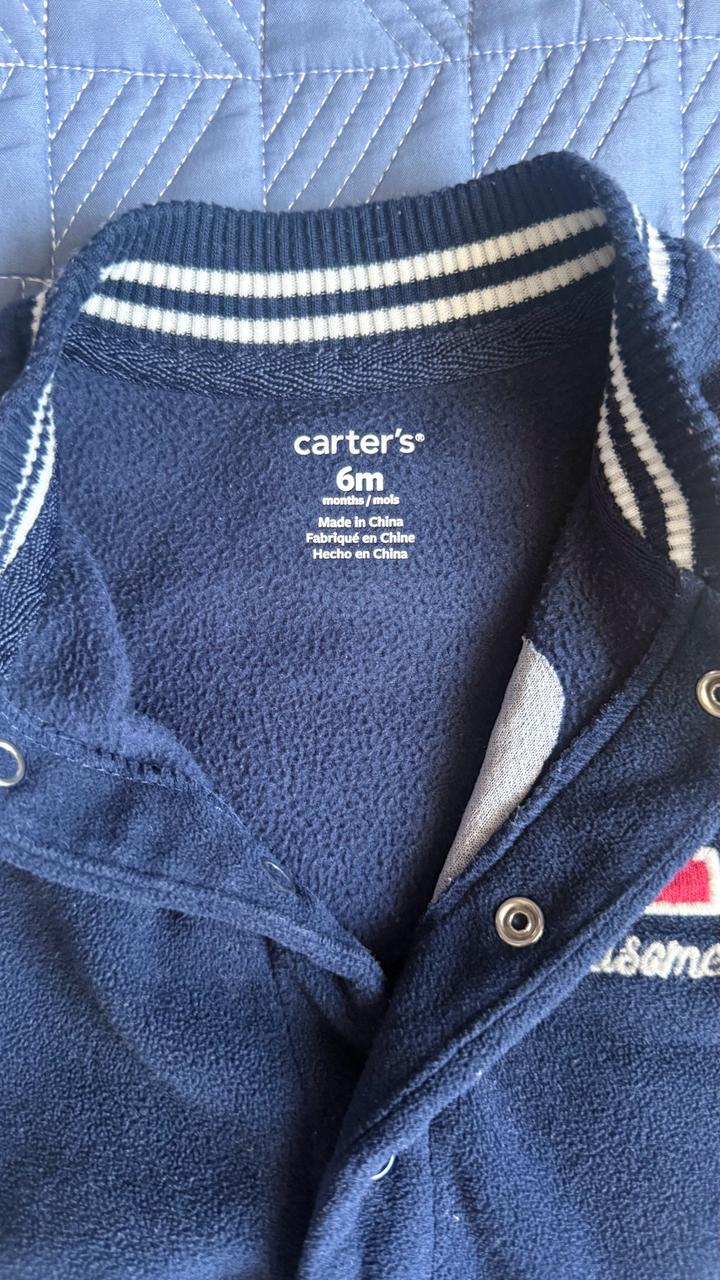 carter's®
6m
months / mois
Made in China
Fabriqué en Chine
Hecho en China